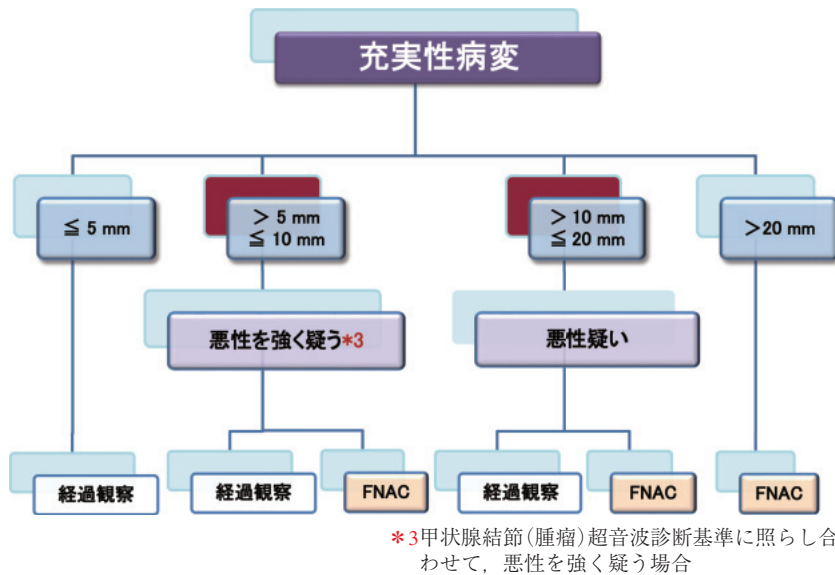 充実性病変
≦ 5 mm
＞ 5 mm
≦ 10 mm
＞ 10 mm
≦ 20 mm
＞20 mm
悪性を強く疑う*3
悪性疑い
経過観察
経過観察
FNAC
経過観察
FNAC
FNAC
*3甲状腺結節(腫瘤)超音波診断基準に照らし合
わせて，悪性を強く疑う場合